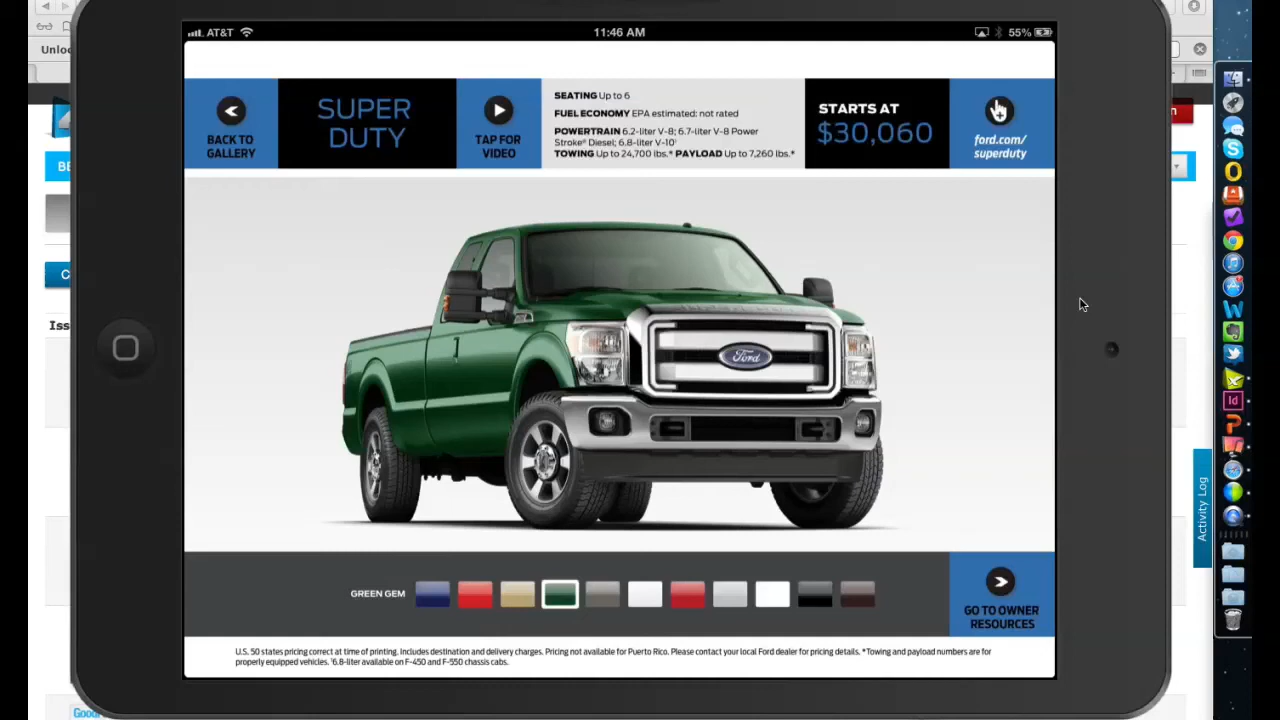 Unloc
AT&T
11:46 AM
55%
BACK TO
GALLERY
SUPER
DUTY
TAP FOR
VIDEO
SEATING Up to 6
FUEL ECONOMY EPA estimated: not rated
POWERTRAIN 6.2-liter V-8; 6.7-liter V-8 Power
Stroke® Diesel; 6.8-liter V-10†
TOWING Up to 24,700 lbs.* PAYLOAD Up to 7,260 lbs.*
STARTS AT
$30,060
ford.com/
superduty
BE
C
Iss
Ford
Id
Activity Log
GREEN GEM
GO TO OWNER
RESOURCES
U.S. 50 states pricing correct at time of printing. Includes destination and delivery charges. Pricing not available for Puerto Rico. Please contact your local Ford dealer for pricing details. *Towing and payload numbers are for
properly equipped vehicles. †6.8-liter available on F-450 and F-550 chassis cabs.